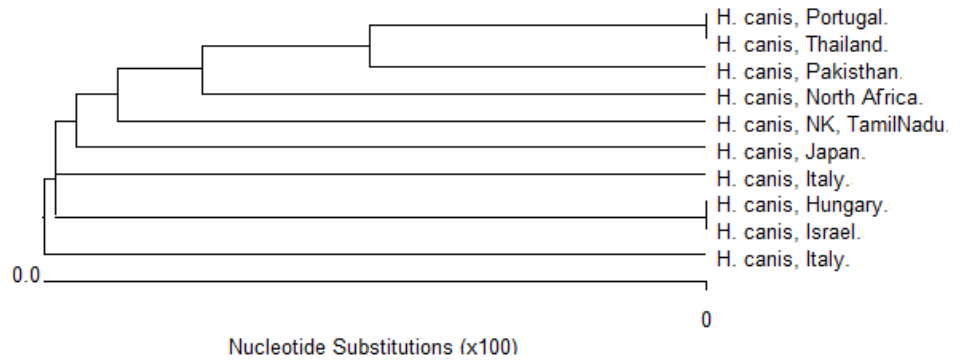 H. canis, Portugal.
H. canis, Thailand.
H. canis, Pakisthan.
H. canis, North Africa.
H. canis, NK, TamilNadu.
H. canis, Japan.
H. canis, Italy.
H. canis, Hungary.
H. canis, Israel.
H. canis, Italy.
0.0
0
Nucleotide Substitutions (x100)